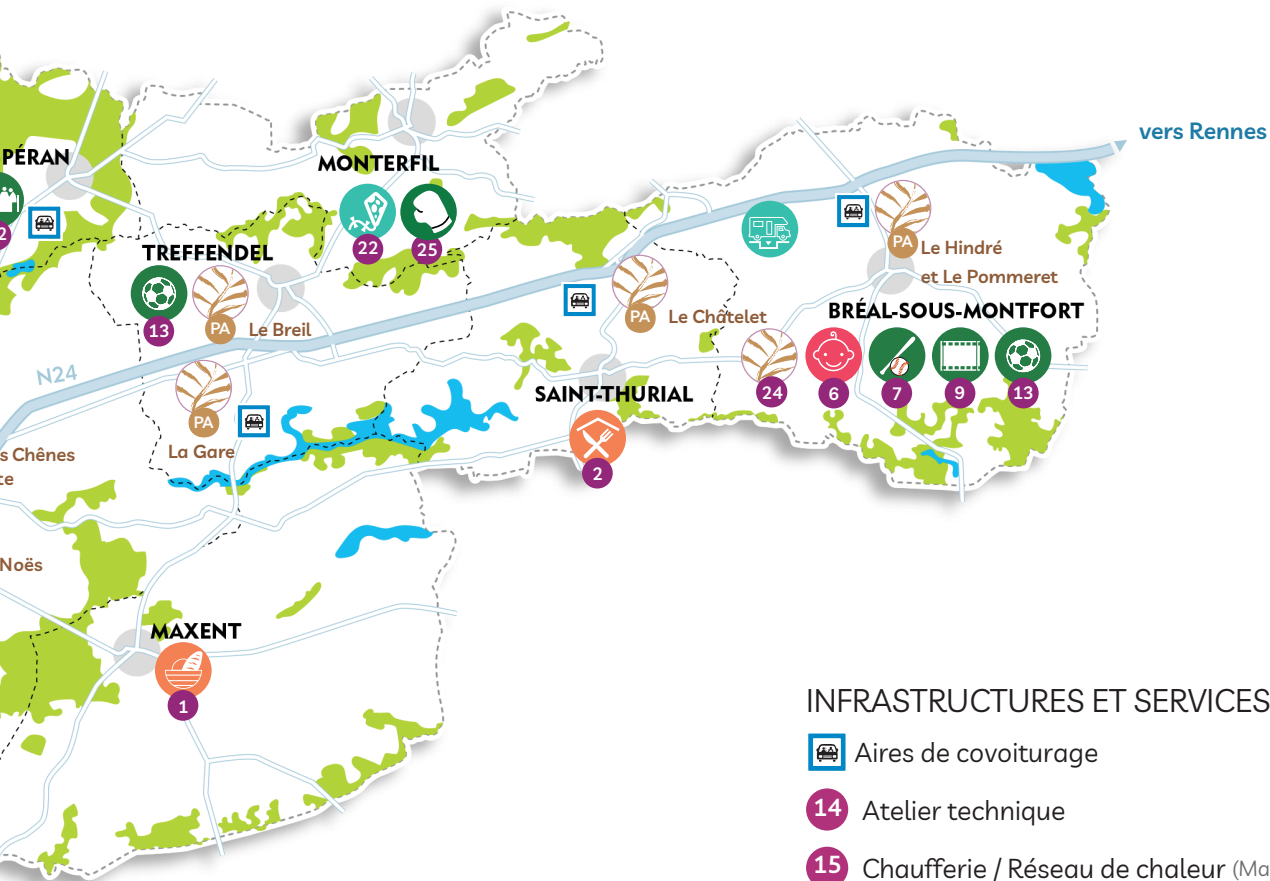 vers Rennes
PÉRAN
MONTERFIL
2
22
25
TREFFENDEL
PA
Le Hindré
et Le Pommeret
13
PA
Le Breil
PA
Le Châtelet
BRÉAL-SOUS-MONTFORT
N24
24
6
7
9
13
SAINT-THURIAL
PA
La Gare
s Chênes
te
2
Noës
MAXENT
1
INFRASTRUCTURES ET SERVICES
Aires de covoiturage
14 Atelier technique
15 Chaufferie / Réseau de chaleur (Ma